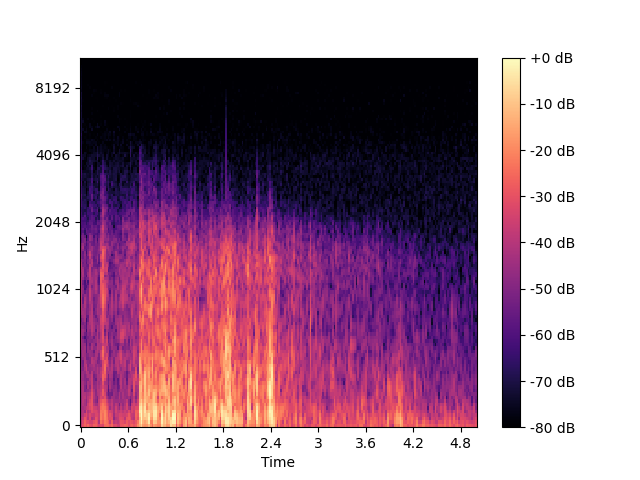 8192
4096
2048
1024
512
0
Hz
0 0.6 1.2 1.8 2.4 3 3.6 4.2 4.8
Time
+0 dB
-10 dB
-20 dB
-30 dB
-40 dB
-50 dB
-60 dB
-70 dB
-80 dB